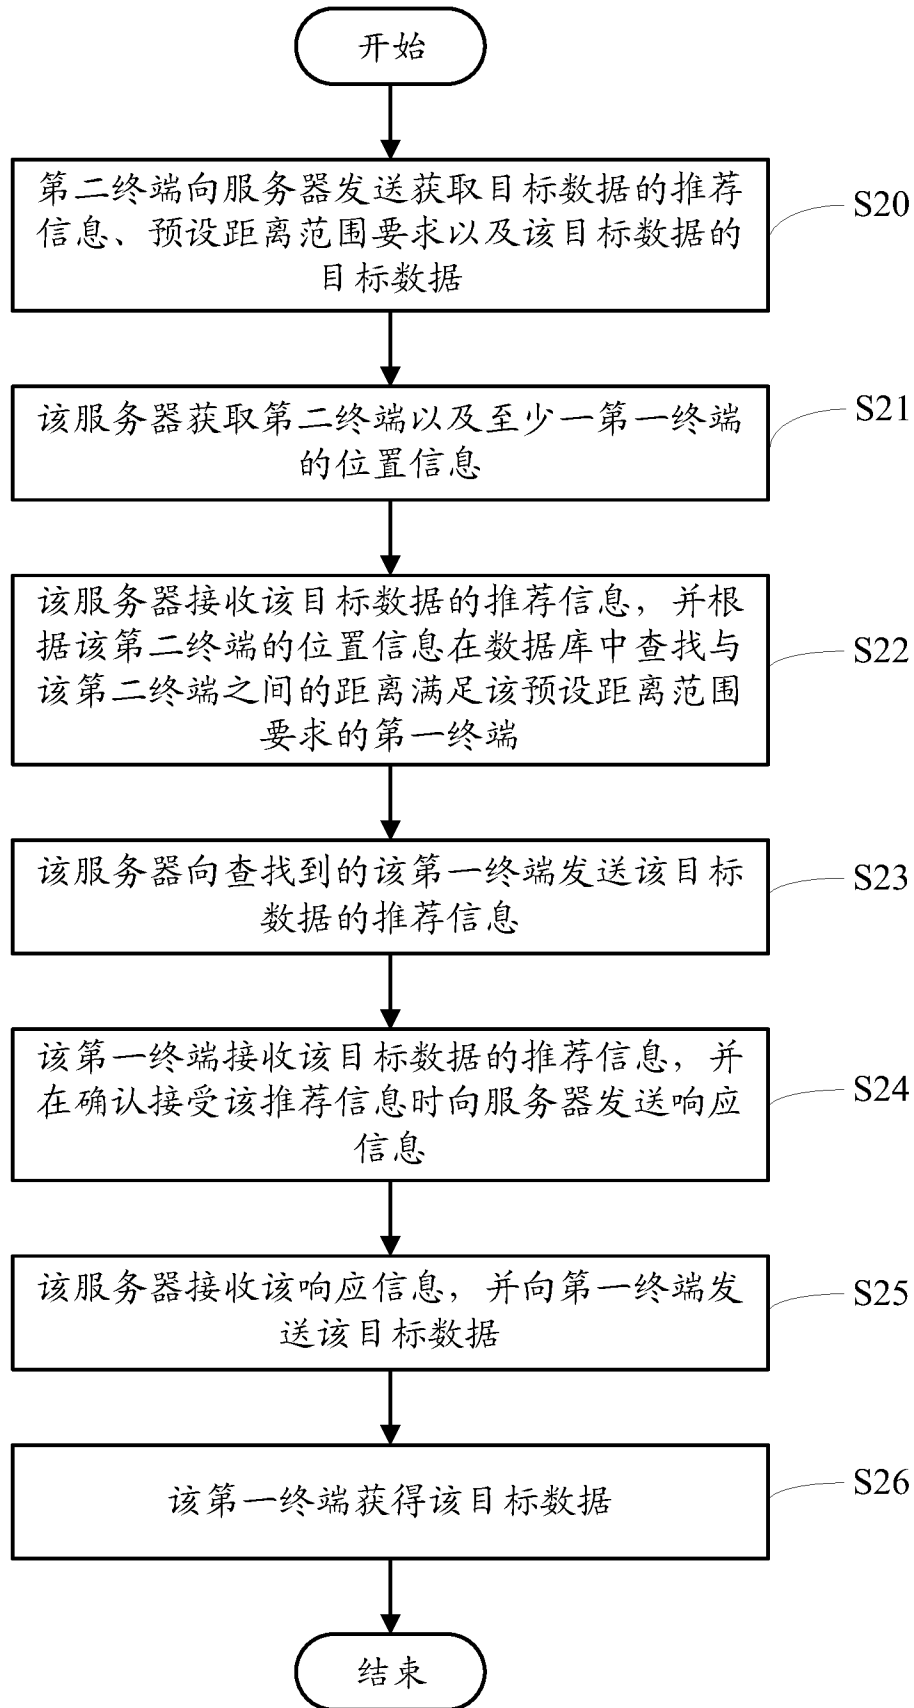 开始
第二终端向服务器发送获取目标数据的推荐
信息、预设距离范围要求以及该目标数据的
目标数据
S20
该服务器获取第二终端以及至少一第一终端
的位置信息
S21
该服务器接收该目标数据的推荐信息，并根
据该第二终端的位置信息在数据库中查找与
该第二终端之间的距离满足该预设距离范围
要求的第一终端
S22
该服务器向查找到的该第一终端发送该目标
数据的推荐信息
S23
该第一终端接收该目标数据的推荐信息，并
在确认接受该推荐信息时向服务器发送响应
信息
S24
该服务器接收该响应信息，并向第一终端发
送该目标数据
S25
该第一终端获得该目标数据
S26
结束